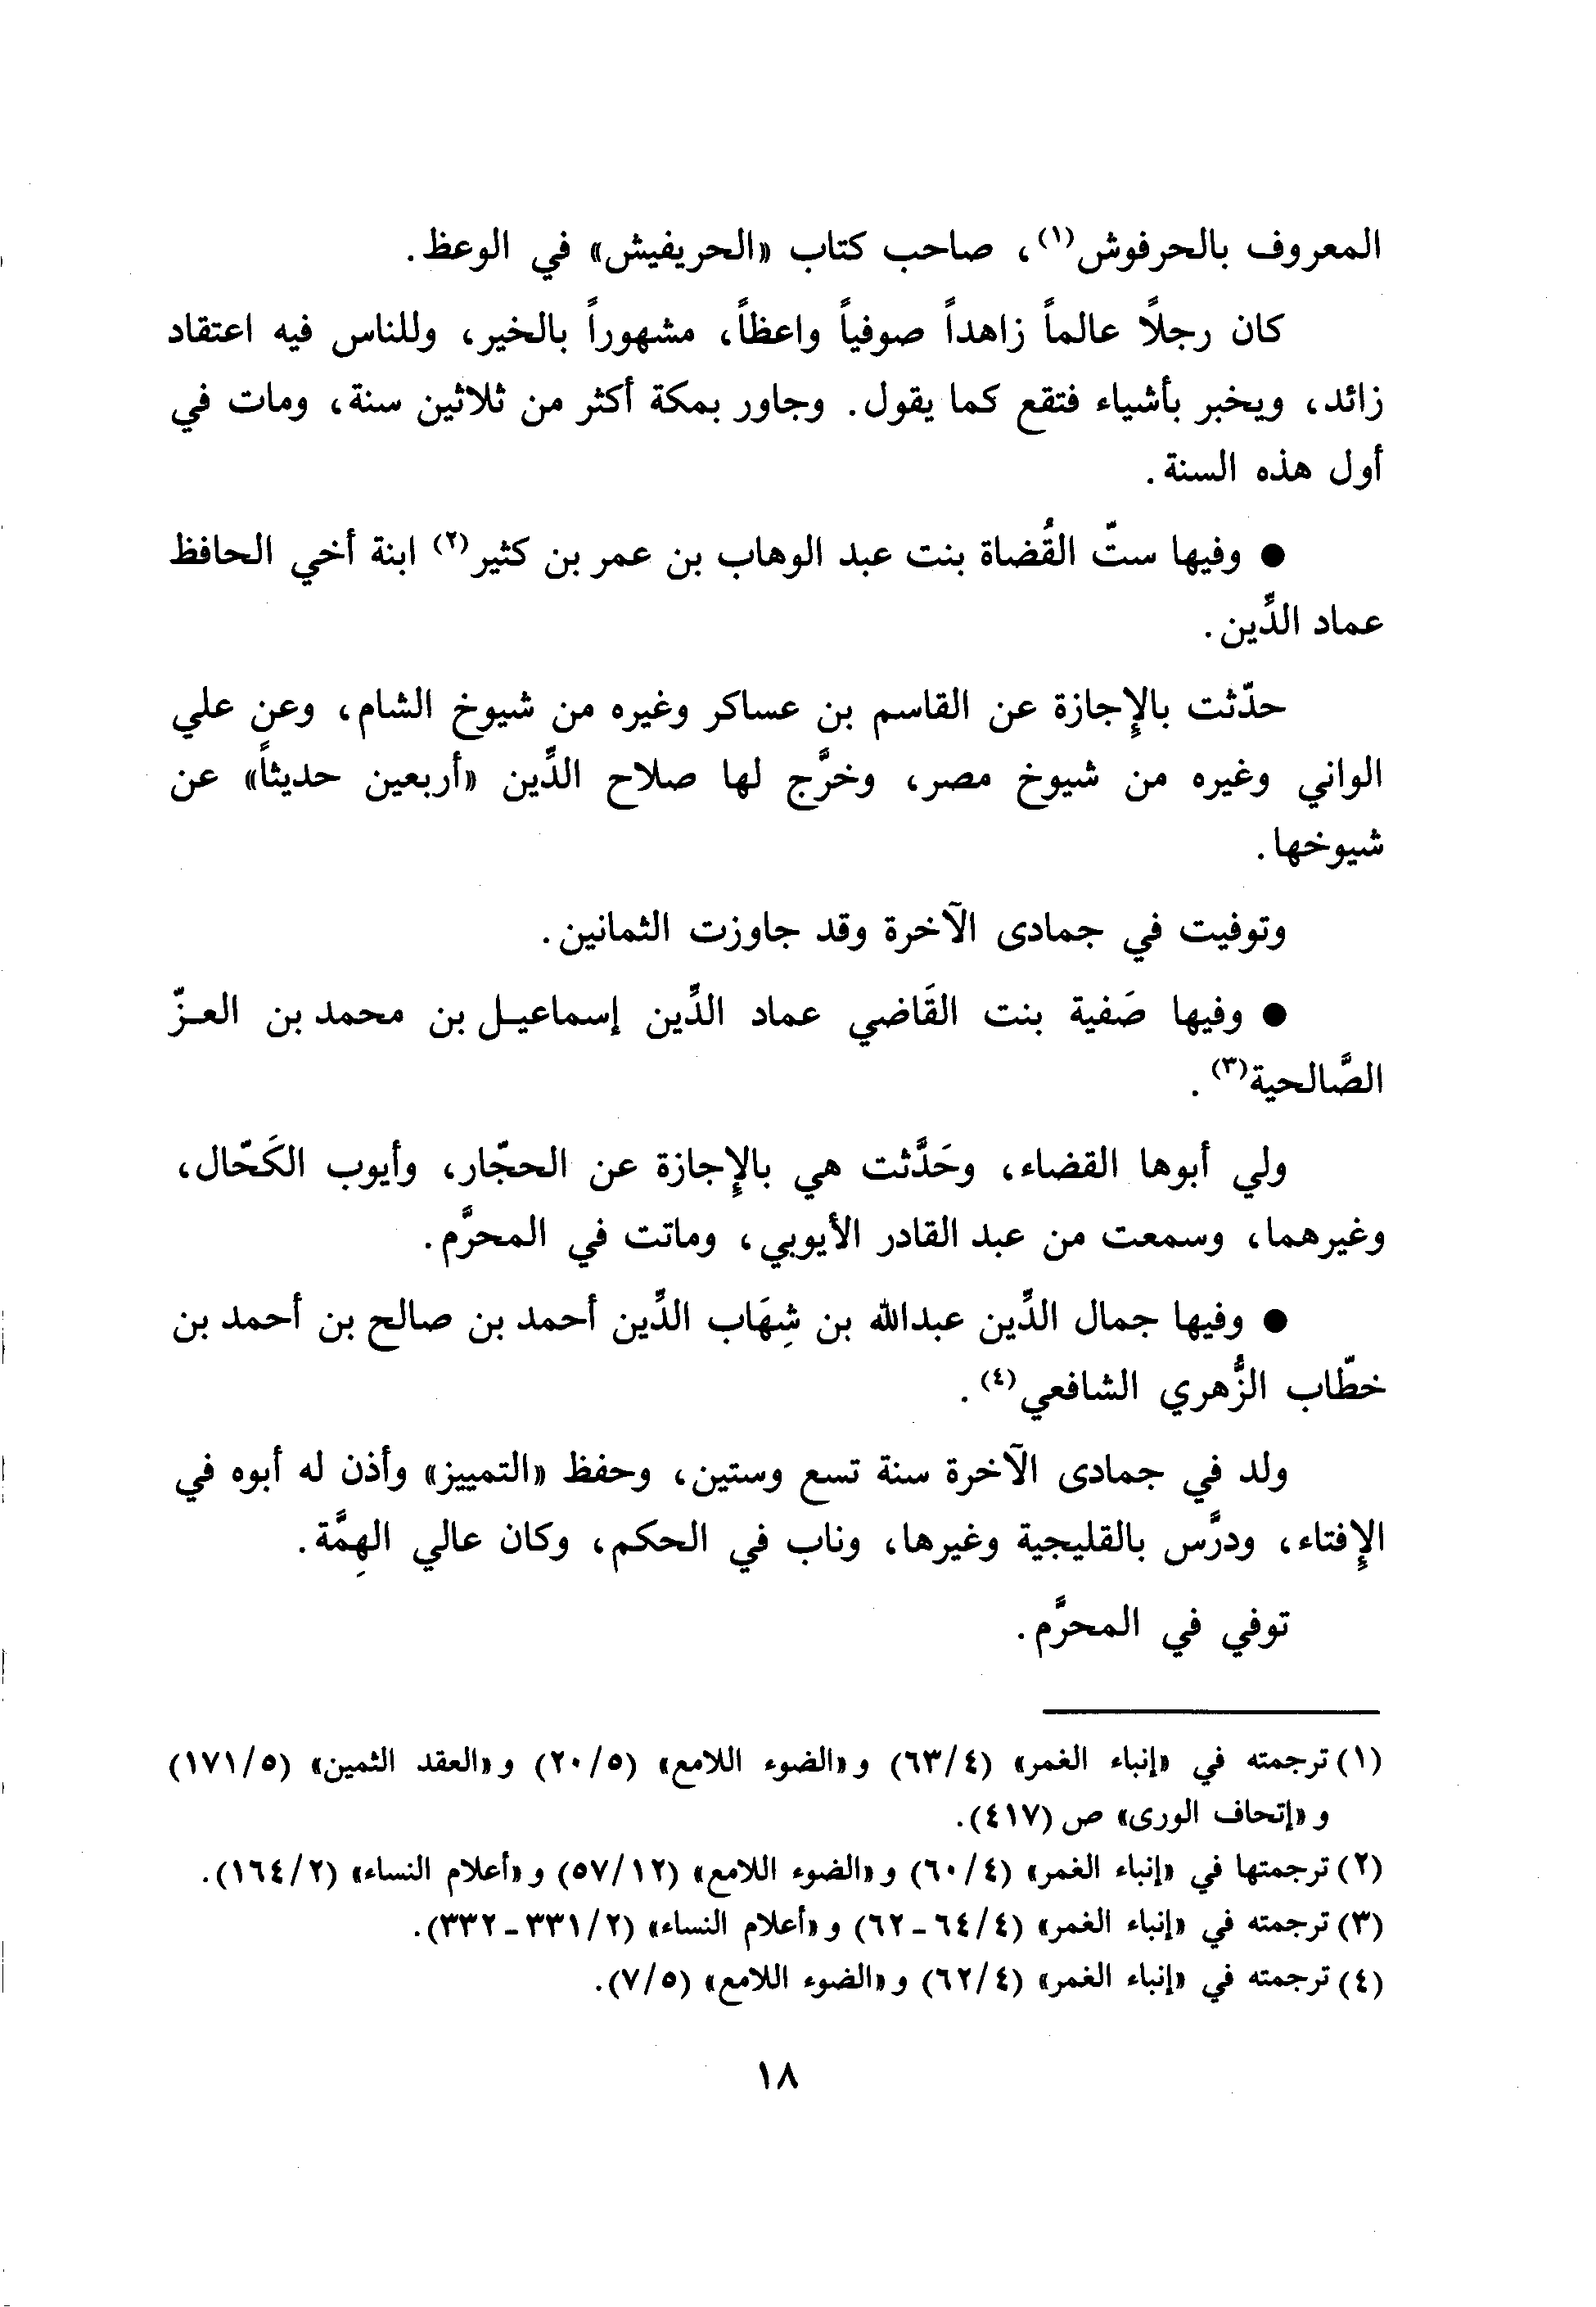 المعروف بالحرفوش(١)، صاحب كتاب «الحريفيش» في الوعظ.
كان رجلًا عالماً زاهداً صوفياً واعظاً، مشهوراً بالخير، وللناس فيه اعتقاد
زائد، ويخبر بأشياء فتقع كما يقول. وجاور بمكة أكثر من ثلاثين سنة، ومات في
أول هذه السنة.
● وفيها ستّ القُضاة بنت عبد الوهاب بن عمر بن كثير(٢) ابنة أخي الحافظ
عماد الدِّين.
حدّثت بالإِجازة عن القاسم بن عساكر وغيره من شيوخ الشام، وعن علي
الواني وغيره من شيوخ مصر، وخرَّج لها صلاح الدِّين «أربعين حديثاً» عن
شيوخها.
وتوفيت في جمادى الآخرة وقد جاوزت الثمانين.
● وفيها صَفية بنت القَاضي عماد الدِّين إسماعيـل بن محمد بن العـزّ
الصَّالحية(٣).
ولي أبوها القضاء، وحَدَّثت هي بالإِجازة عن الحجّار، وأيوب الكَحّال،
وغيرهما، وسمعت من عبد القادر الأيوبي، وماتت في المحرَّم.
● وفيها جمال الدِّين عبدالله بن شِهَاب الدِّين أحمد بن صالح بن أحمد بن
خطّاب الزُّهري الشافعي(٤).
ولد في جمادى الآخرة سنة تسع وستين، وحفظ «التمييز» وأذن له أبوه في
الإِفتاء، ودرَّس بالقليجية وغيرها، وناب في الحكم، وكان عالي الهِمَّة.
توفي في المحرَّم.
(١) ترجمته في «إنباء الغمر» (٦٣/٤) و«الضوء اللامع» (٢٠/٥) و«العقد الثمين» (١٧١/٥)
و«إتحاف الورى» ص (٤١٧).
(٢) ترجمتها في «إنباء الغمر» (٦٠/٤) و«الضوء اللامع» (٥٧/١٢) و«أعلام النساء» (١٦٤/٢).
(٣) ترجمته في «إنباء الغمر» (٦٤/٤ - ٦٢) و«أعلام النساء» (٣٣١/٢ - ٣٣٢).
(٤) ترجمته في «إنباء الغمر» (٦٢/٤) و«الضوء اللامع» (٧/٥).
١٨